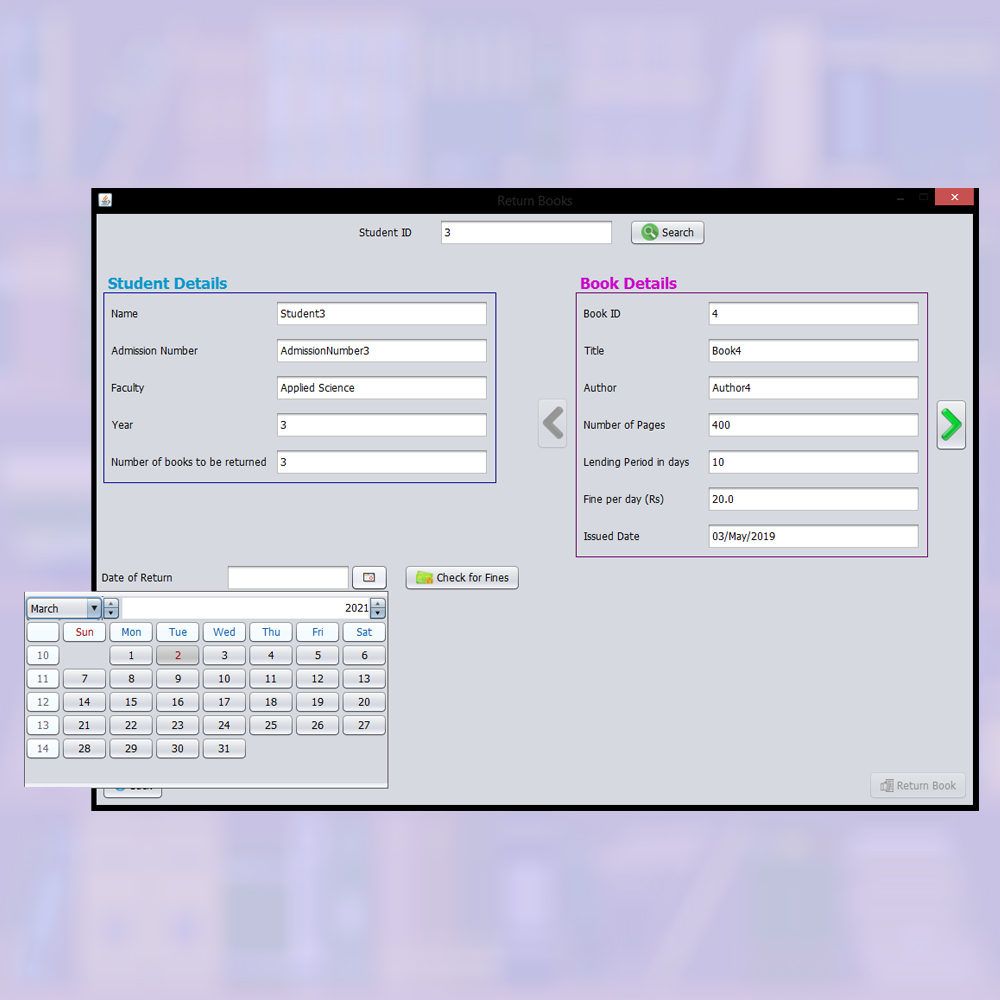 Return Books
Student ID 3 Search
Student Details
Name Student3
Admission Number AdmissionNumber3
Faculty Applied Science
Year 3
Number of books to be returned 3
Book Details
Book ID 4
Title Book4
Author Author4
Number of Pages 400
Lending Period in days 10
Fine per day (Rs) 20.0
Issued Date 03/May/2019
Date of Return Check for Fines
March 2021
Sun Mon Tue Wed Thu Fri Sat
10 1 2 3 4 5 6
11 7 8 9 10 11 12 13
12 14 15 16 17 18 19 20
13 21 22 23 24 25 26 27
14 28 29 30 31
Return Book